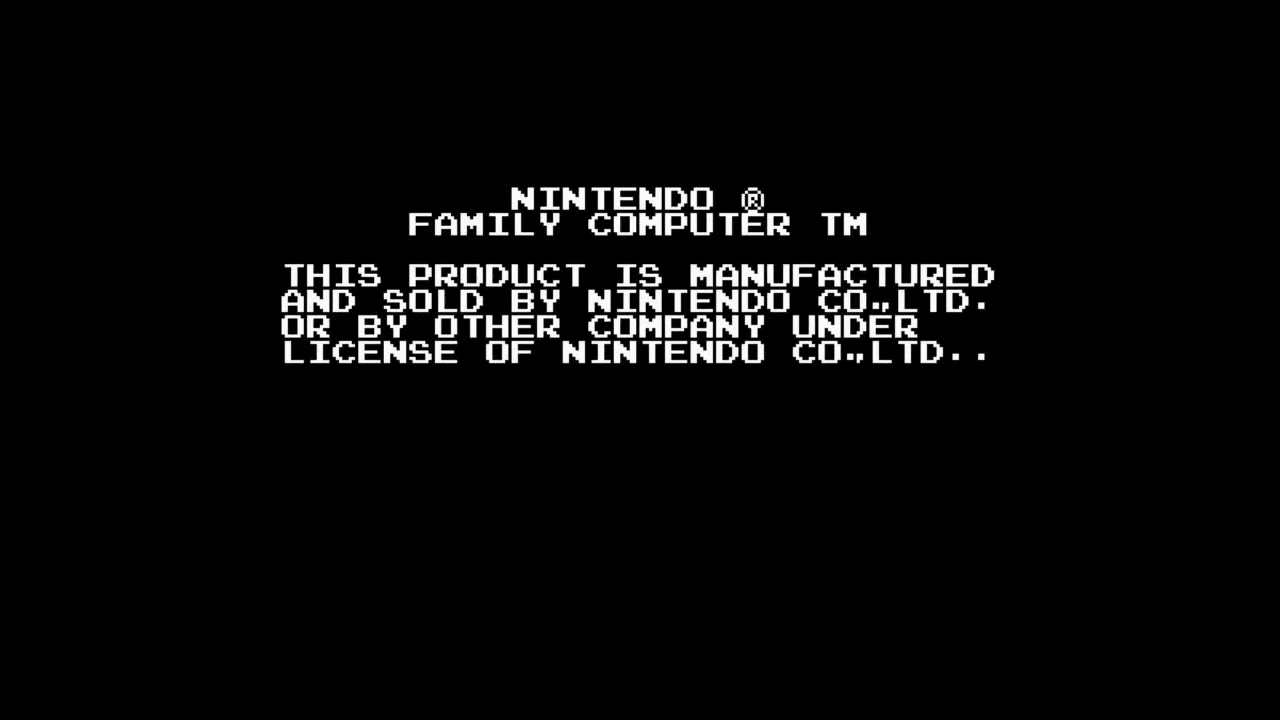 NINTENDO ®
FAMILY COMPUTER TM
THIS PRODUCT IS MANUFACTURED
AND SOLD BY NINTENDO CO.,LTD.
OR BY OTHER COMPANY UNDER
LICENSE OF NINTENDO CO.,LTD..